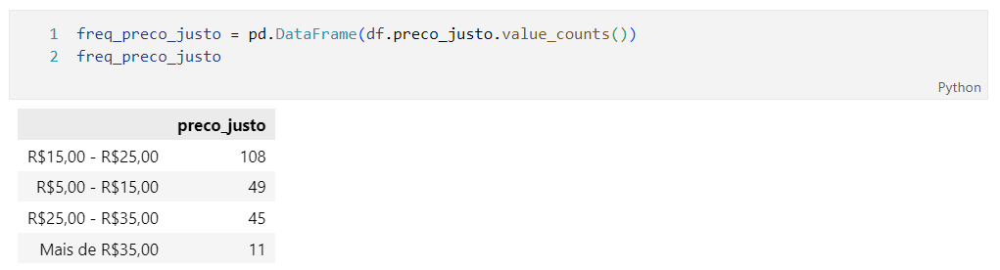 1 freq_preco_justo = pd.DataFrame(df.preco_justo.value_counts())
2 freq_preco_justo
Python
preco_justo
R$15,00 - R$25,00 108
R$5,00 - R$15,00 49
R$25,00 - R$35,00 45
Mais de R$35,00 11